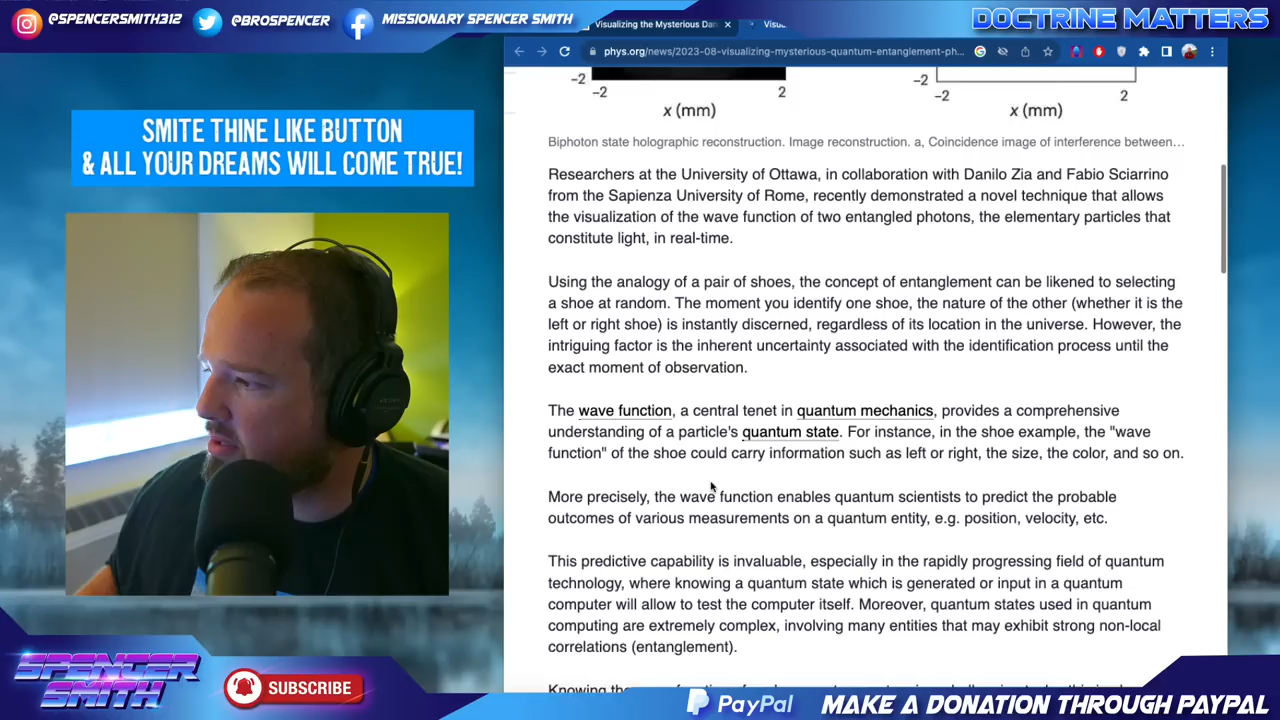 @SPENCERSMITH312
@BROSPENCER
MISSIONARY SPENCER SMITH
DOCTRINE MATTERS
Visualizing the Mysterious Dan
Visu
phys.org/news/2023-08-visualizing-mysterious-quantum-entanglement-ph...
SMITE THINE LIKE BUTTON
& ALL YOUR DREAMS WILL COME TRUE!
−2
−2
2
x (mm)
−2
−2
2
x (mm)
Biphoton state holographic reconstruction. Image reconstruction. a, Coincidence image of interference between…
Researchers at the University of Ottawa, in collaboration with Danilo Zia and Fabio Sciarrino
from the Sapienza University of Rome, recently demonstrated a novel technique that allows
the visualization of the wave function of two entangled photons, the elementary particles that
constitute light, in real-time.
Using the analogy of a pair of shoes, the concept of entanglement can be likened to selecting
a shoe at random. The moment you identify one shoe, the nature of the other (whether it is the
left or right shoe) is instantly discerned, regardless of its location in the universe. However, the
intriguing factor is the inherent uncertainty associated with the identification process until the
exact moment of observation.
The wave function, a central tenet in quantum mechanics, provides a comprehensive
understanding of a particle's quantum state. For instance, in the shoe example, the "wave
function" of the shoe could carry information such as left or right, the size, the color, and so on.
More precisely, the wave function enables quantum scientists to predict the probable
outcomes of various measurements on a quantum entity, e.g. position, velocity, etc.
This predictive capability is invaluable, especially in the rapidly progressing field of quantum
technology, where knowing a quantum state which is generated or input in a quantum
computer will allow to test the computer itself. Moreover, quantum states used in quantum
computing are extremely complex, involving many entities that may exhibit strong non-local
correlations (entanglement).
SPENCER
SMITH
SUBSCRIBE
PayPal
MAKE A DONATION THROUGH PAYPAL